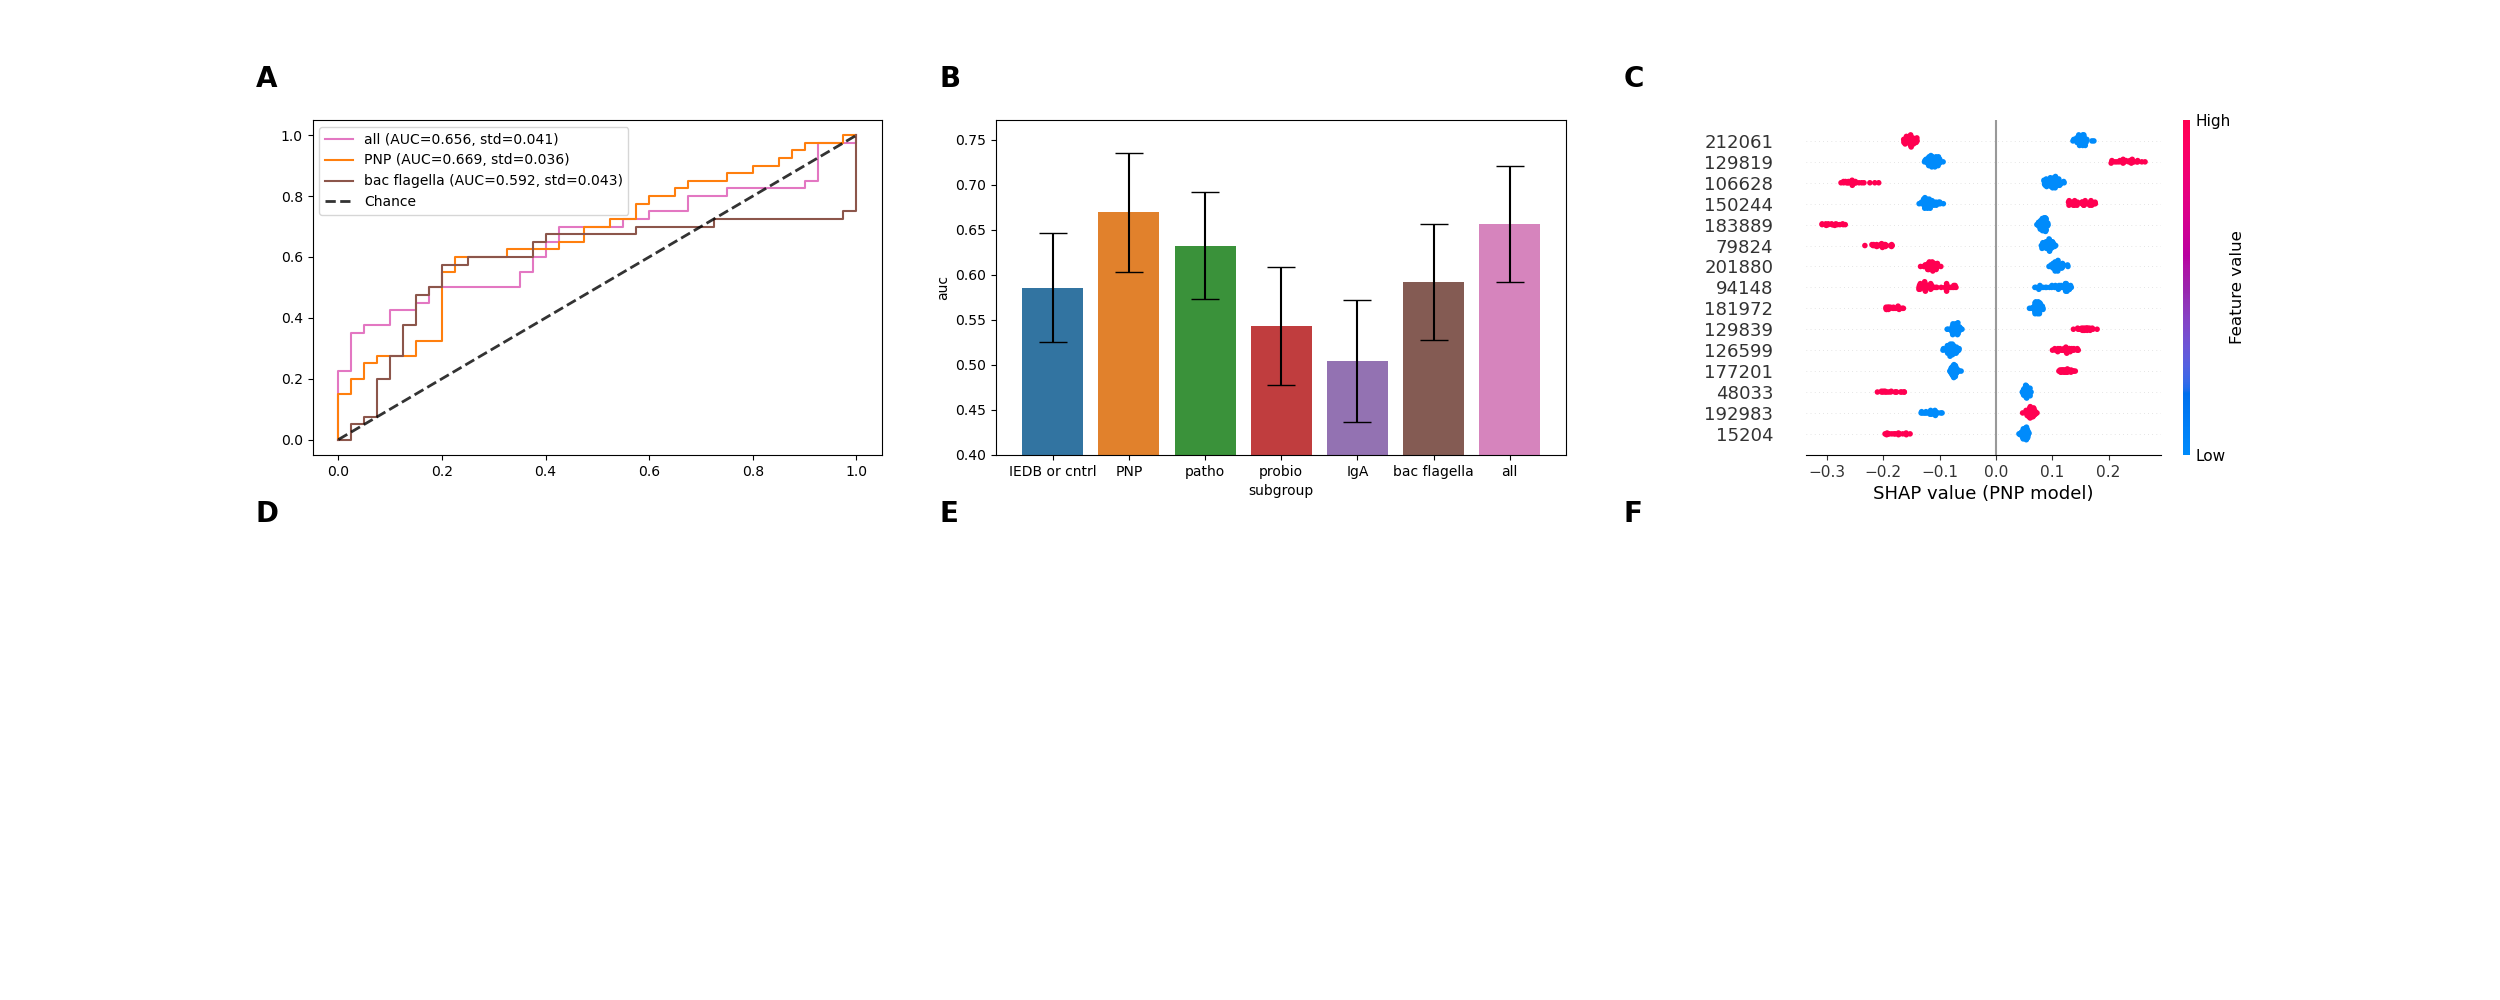 A
all (AUC=0.656, std=0.041)
PNP (AUC=0.669, std=0.036)
bac flagella (AUC=0.592, std=0.043)
Chance
1.0
0.8
0.6
0.4
0.2
0.0
0.0 0.2 0.4 0.6 0.8 1.0
B
auc
0.75
0.70
0.65
0.60
0.55
0.50
0.45
0.40
IEDB or cntrl PNP patho probio IgA bac flagella all
subgroup
C
212061
129819
106628
150244
183889
79824
201880
94148
181972
129839
126599
177201
48033
192983
15204
−0.3 −0.2 −0.1 0.0 0.1 0.2
SHAP value (PNP model)
High
Feature value
Low
D
E
F